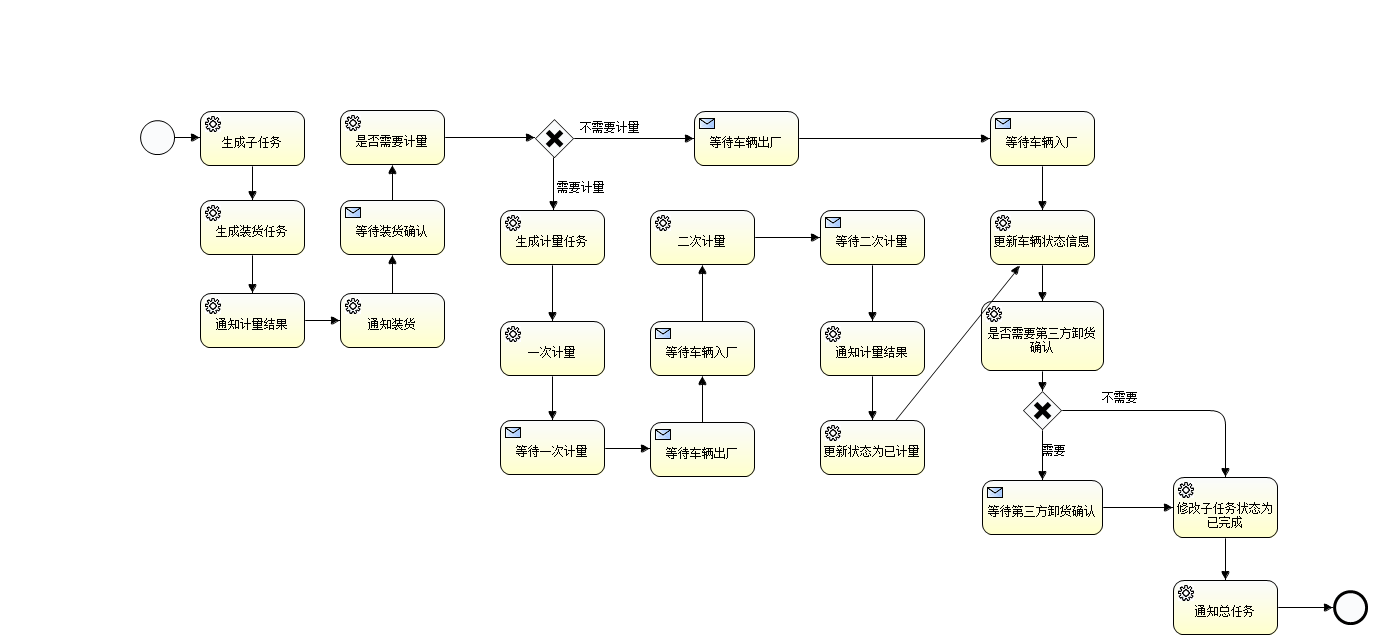 生成子任务
生成装货任务
通知计量结果
通知装货
等待装货确认
是否需要计量
不需要计量
需要计量
等待车辆出厂
等待车辆入厂
生成计量任务
一次计量
等待一次计量
等待车辆出厂
等待车辆入厂
二次计量
等待二次计量
通知计量结果
更新状态为已计量
更新车辆状态信息
是否需要第三方卸货
确认
不需要
需要
等待第三方卸货确认
修改子任务状态为
已完成
通知总任务